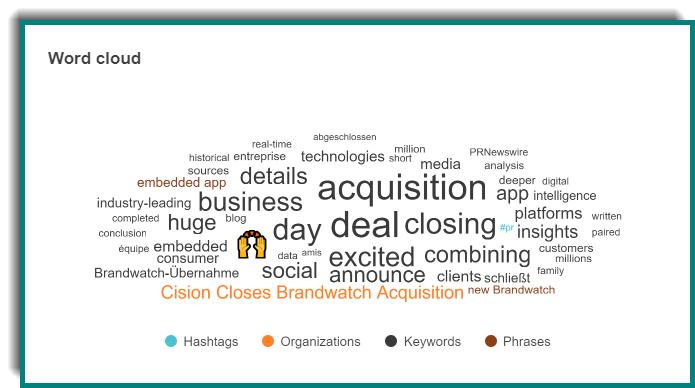 Word cloud
abgeschlossen
real-time
million
historical entreprise technologies short PRNewswire
sources details media analysis
embedded app acquisition deeper digital
industry-leading business app intelligence
completed huge blog day deal closing #pr platforms written
conclusion insights paired
équipe embedded data amis excited combining customers
consumer millions
Brandwatch-Übernahme social announce clients schließt family
Cision Closes Brandwatch Acquisition new Brandwatch
Hashtags Organizations Keywords Phrases